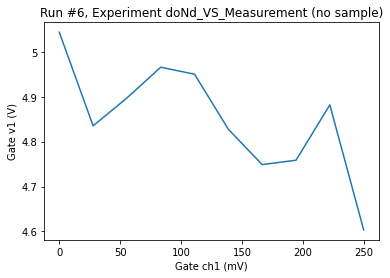 Run #6, Experiment doNd_VS_Measurement (no sample)
5
4.9
4.8
4.7
4.6
Gate v1 (V)
0 50 100 150 200 250
Gate ch1 (mV)